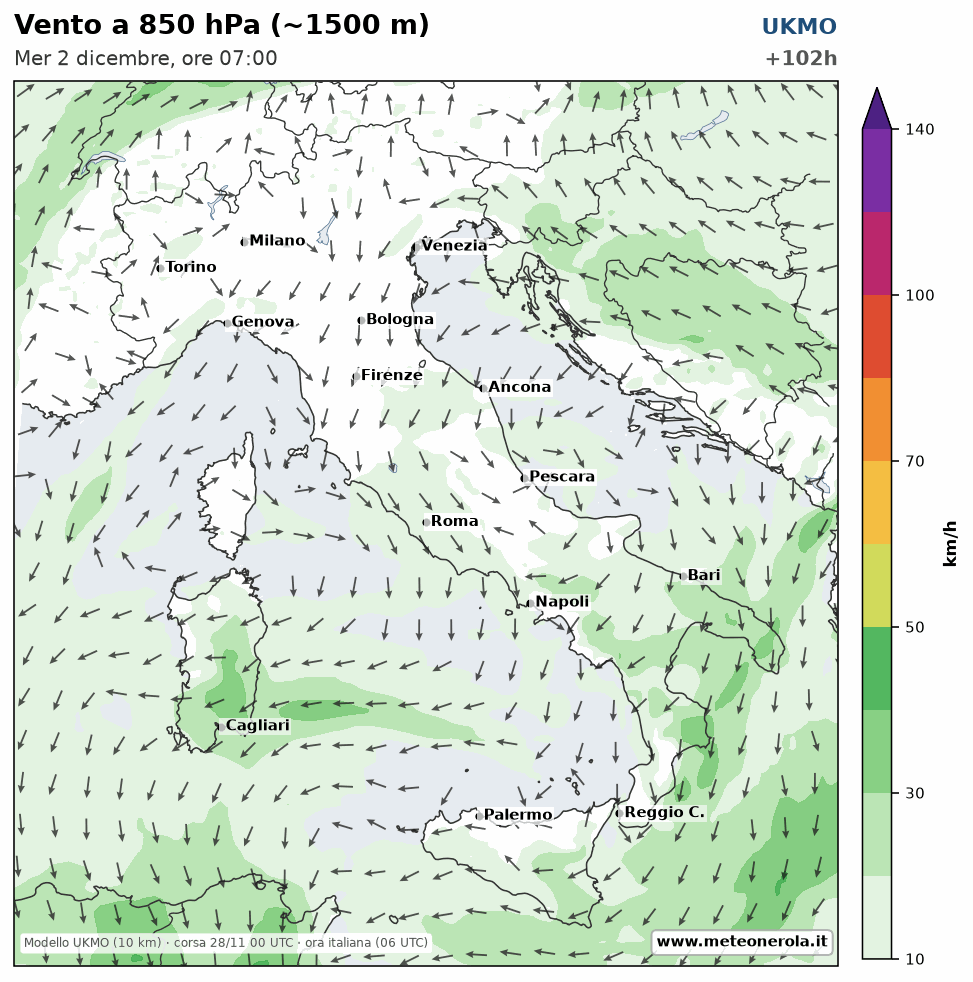 Vento a 850 hPa (~1500 m)
UKMO
Mer 2 dicembre, ore 07:00
+102h
140
Venezia
Milano
Torino
100
Genova
Bologna
Firenze
Ancona
70
Pescara
Roma
km/h
Bari
Napoli
50
Cagliari
30
Palermo
Reggio C.
Modello UKMO (10 km) · corsa 28/11 00 UTC · ora italiana (06 UTC)
www.meteonerola.it
10